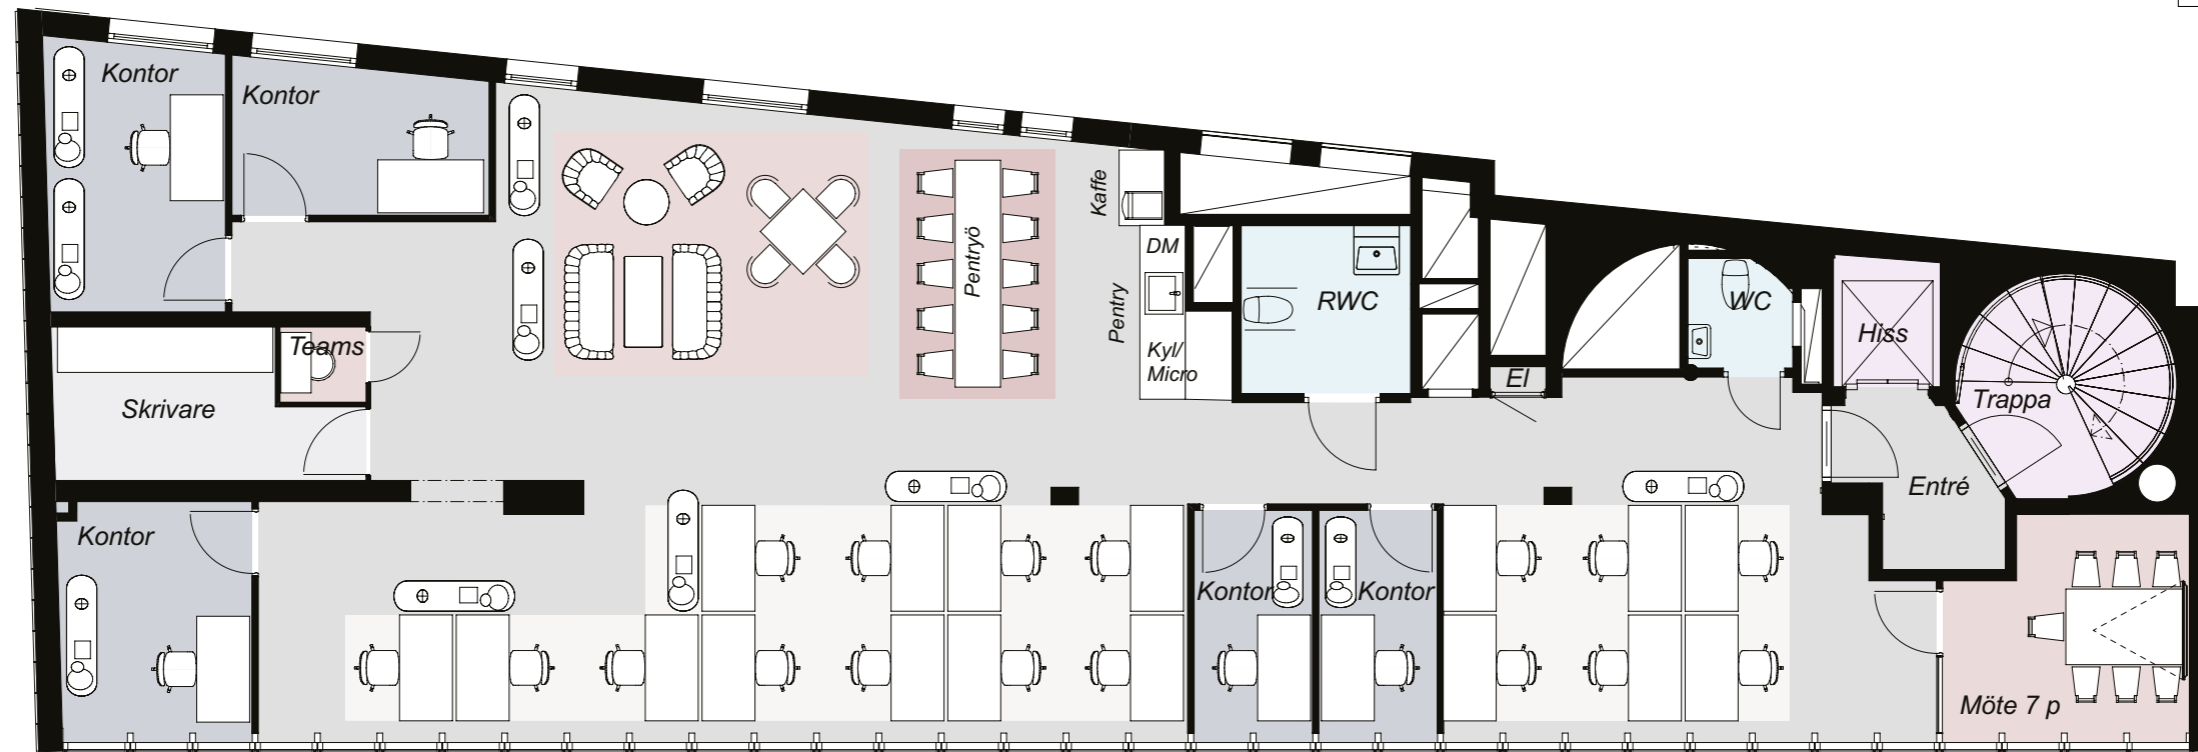 Kontor
Kontor
Kaffe
DM
Pentryö
Pentry
RWC
WC
Hiss
Teams
Kyl/
Micro
El
Skrivare
Trappa
Entré
Kontor
Kontor
Kontor
Möte 7 p